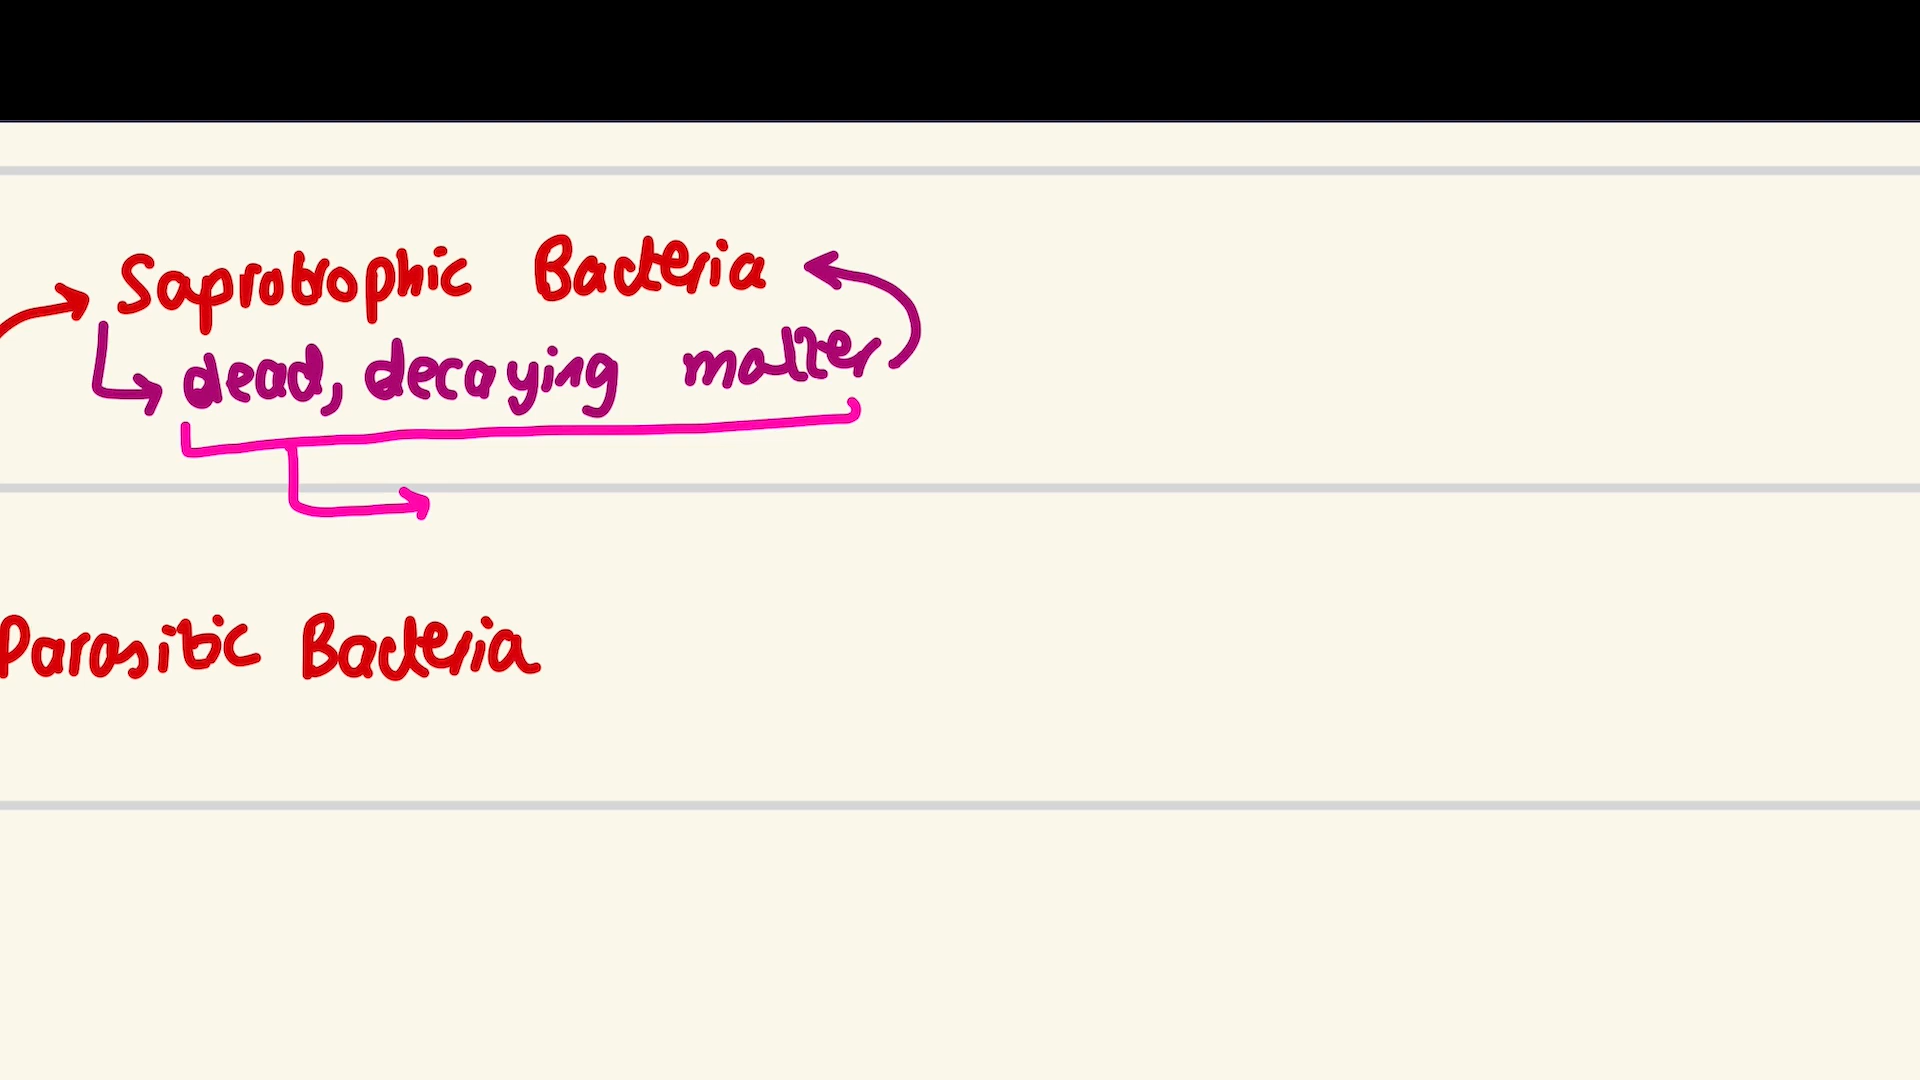 Saprotrophic Bacteria
dead, decaying matter
Parasitic Bacteria